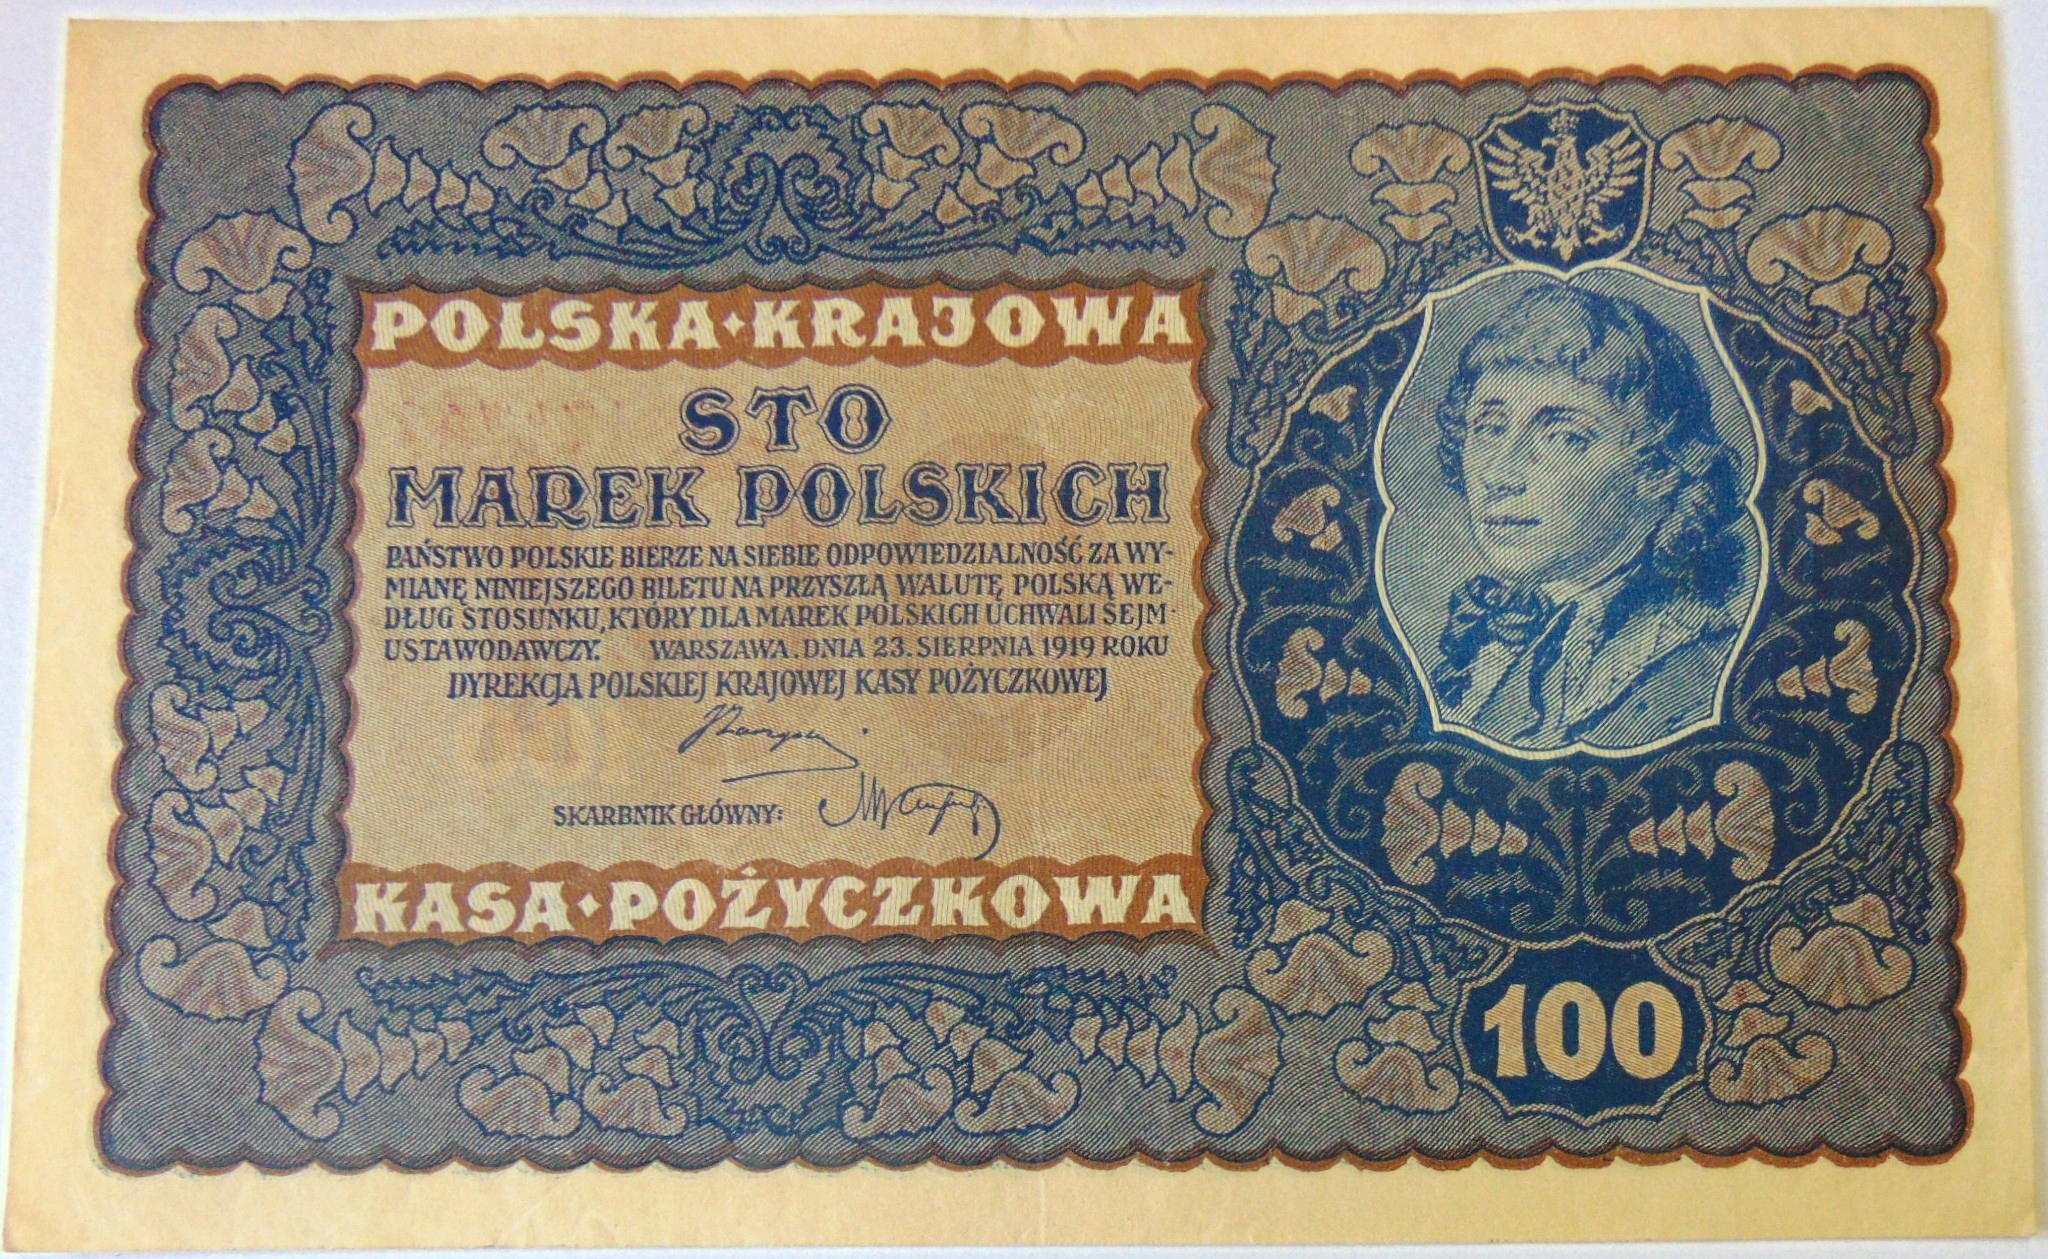 POLSKA·KRAJOWA
STO
MAREK POLSKICH
PAŃSTWO POLSKIE BIERZE NA SIEBIE ODPOWIEDZIALNOŚĆ ZA WY-
MIANĘ NINIEJSZEGO BILETU NA PRZYSZŁĄ WALUTĘ POLSKĄ WE-
DŁUG STOSUNKU, KTÓRY DLA MAREK POLSKICH UCHWALI SEJM
USTAWODAWCZY. WARSZAWA. DNIA 23. SIERPNIA 1919 ROKU
DYREKCJA POLSKIEJ KRAJOWEJ KASY POŻYCZKOWEJ
SKARBNIK GŁÓWNY:
KASA·POŻYCZKOWA
100